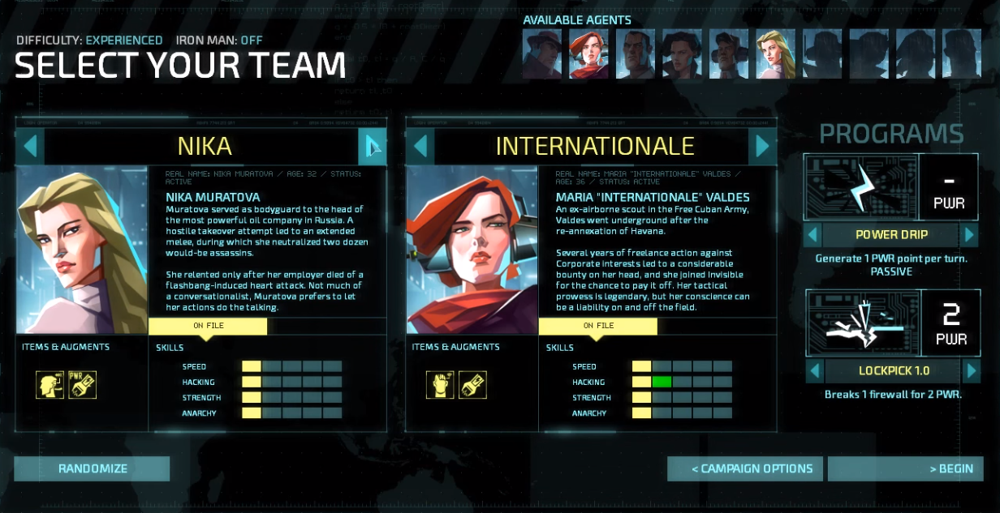 AVAILABLE AGENTS
DIFFICULTY: EXPERIENCED IRON MAN: OFF
SELECT YOUR TEAM
NIKA
REAL NAME: NIKA MURATOVA / AGE: 32 / STATUS:
ACTIVE
NIKA MURATOVA
Muratova served as bodyguard to the head of
the most powerful oil company in Russia. A
hostile takeover attempt led to an extended
melee, during which she neutralized two dozen
would-be assassins.
She relented only after her employer died of a
flashbang-induced heart attack. Not much of
a conversationalist, Muratova prefers to let
her actions do the talking.
ON FILE
ITEMS & AUGMENTS
PWR
SKILLS
SPEED
HACKING
STRENGTH
ANARCHY
INTERNATIONALE
REAL NAME: MARIA "INTERNATIONALE" VALDES /
AGE: 36 / STATUS: ACTIVE
MARIA "INTERNATIONALE" VALDES
An ex-airborne scout in the Free Cuban Army,
Valdes went underground after the
re-annexation of Havana.
Several years of freelance action against
Corporate interests led to a considerable
bounty on her head, and she joined Invisible
for the chance to pay it off. Her tactical
prowess is legendary, but her conscience can
be a liability on and off the field.
ON FILE
ITEMS & AUGMENTS
SKILLS
SPEED
HACKING
STRENGTH
ANARCHY
PROGRAMS
-
PWR
POWER DRIP
Generate 1 PWR point per turn.
PASSIVE
2
PWR
LOCKPICK 1.0
Breaks 1 firewall for 2 PWR.
RANDOMIZE
< CAMPAIGN OPTIONS
> BEGIN